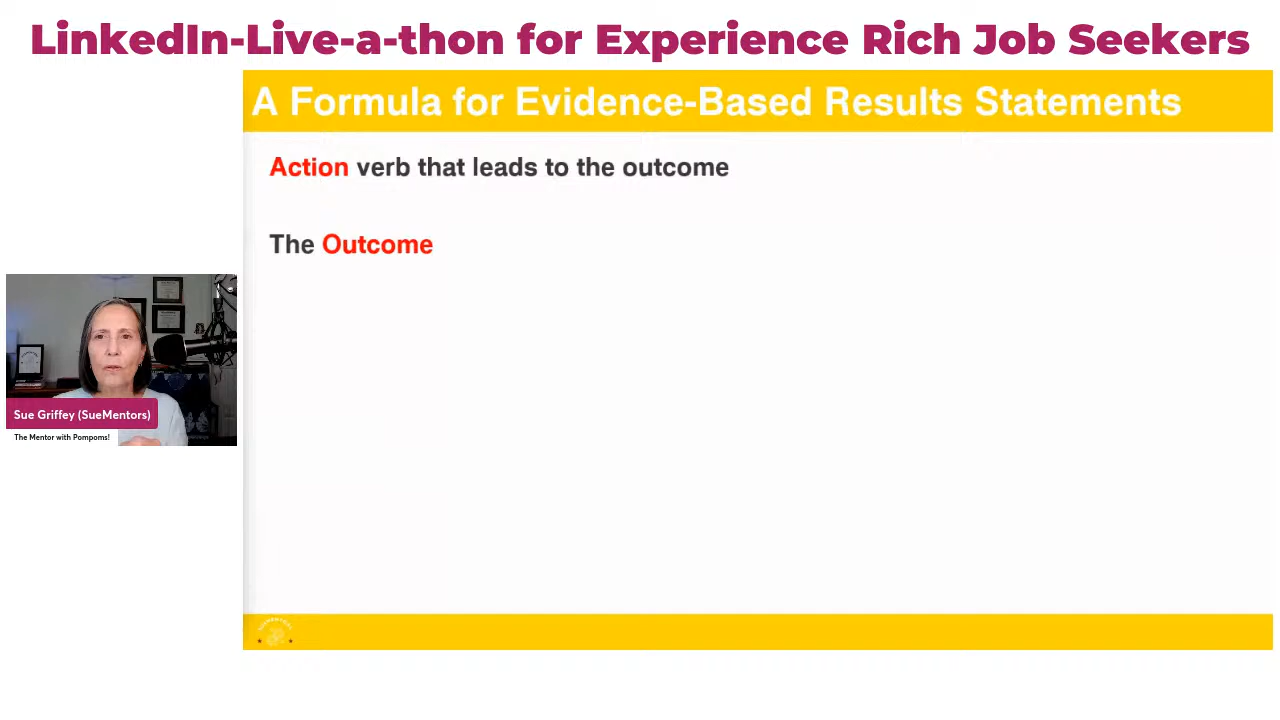 LinkedIn-Live-a-thon for Experience Rich Job Seekers
A Formula for Evidence-Based Results Statements
Action verb that leads to the outcome
The Outcome
Sue Griffey (SueMentors)
The Mentor with Pompoms!